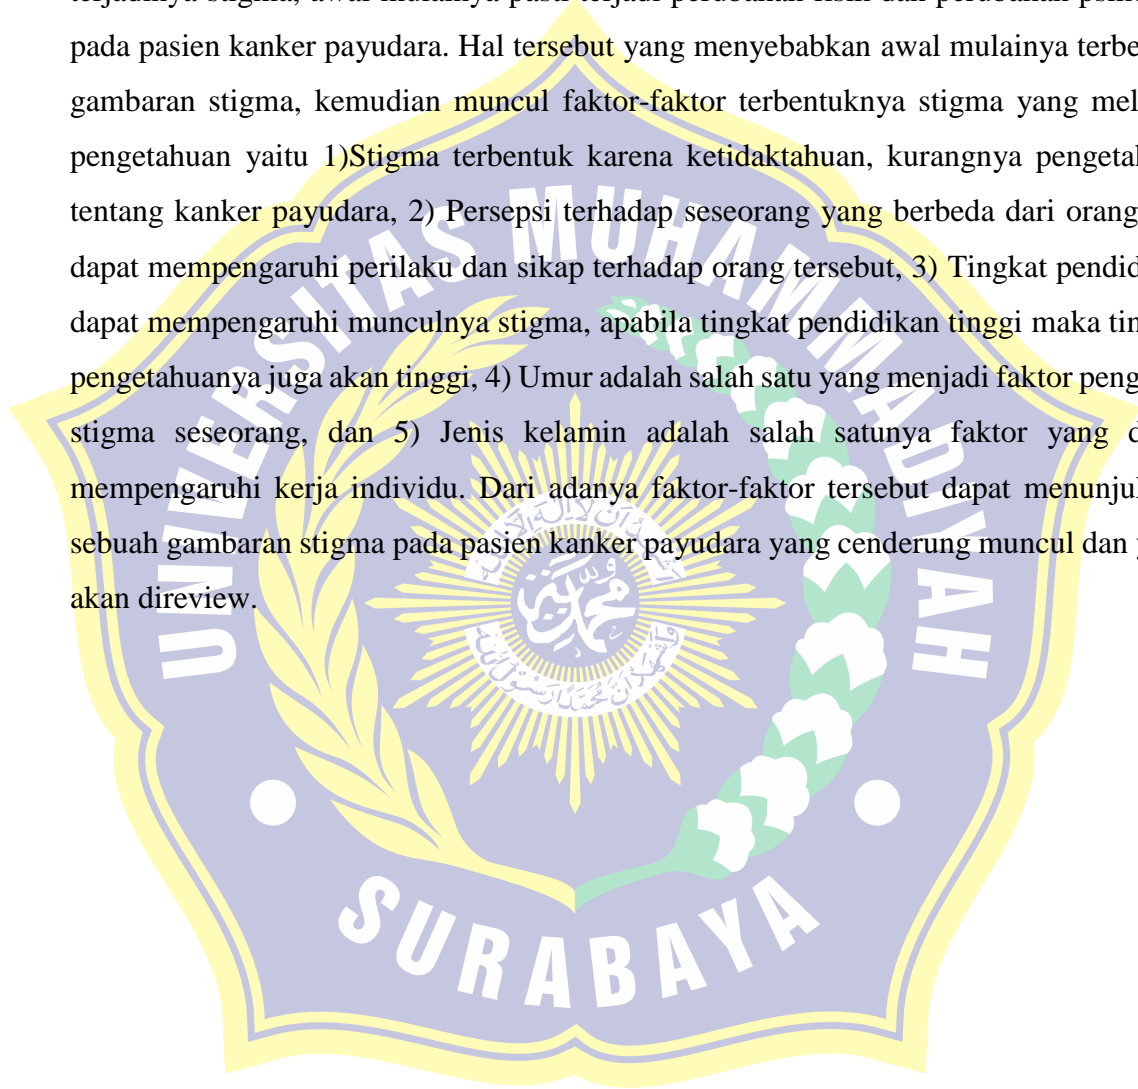 terjadinya stigma, awal mulainya pasti terjadi perubahan fisik dan perubahan
pada pasien kanker payudara. Hal tersebut yang menyebabkan awal mulainya terbe
gambaran stigma, kemudian muncul faktor-faktor terbentuknya stigma yang mel
pengetahuan yaitu 1)Stigma terbentuk karena ketidaktahuan, kurangnya pengetal
tentang kanker payudara, 2) Persepsi terhadap seseorang yang berbeda dari orang
dapat mempengaruhi perilaku dan sikap terhadap orang tersebut, 3) Tingkat pendid
dapat mempengaruhi munculnya stigma, apabila tingkat pendidikan tinggi maka tin
pengetahuanya juga akan tinggi, 4) Umur adalah salah satu yang menjadi faktor peng
stigma seseorang, dan 5) Jenis kelamin adalah salah satunya faktor yang d
mempengaruhi kerja individu. Dari adanya faktor-faktor tersebut dapat menunjul
sebuah gambaran stigma pada pasien kanker payudara yang cenderung muncul dan
akan direview.
UNIVERSITAS MUHAMMADIYAH
SURABAYA